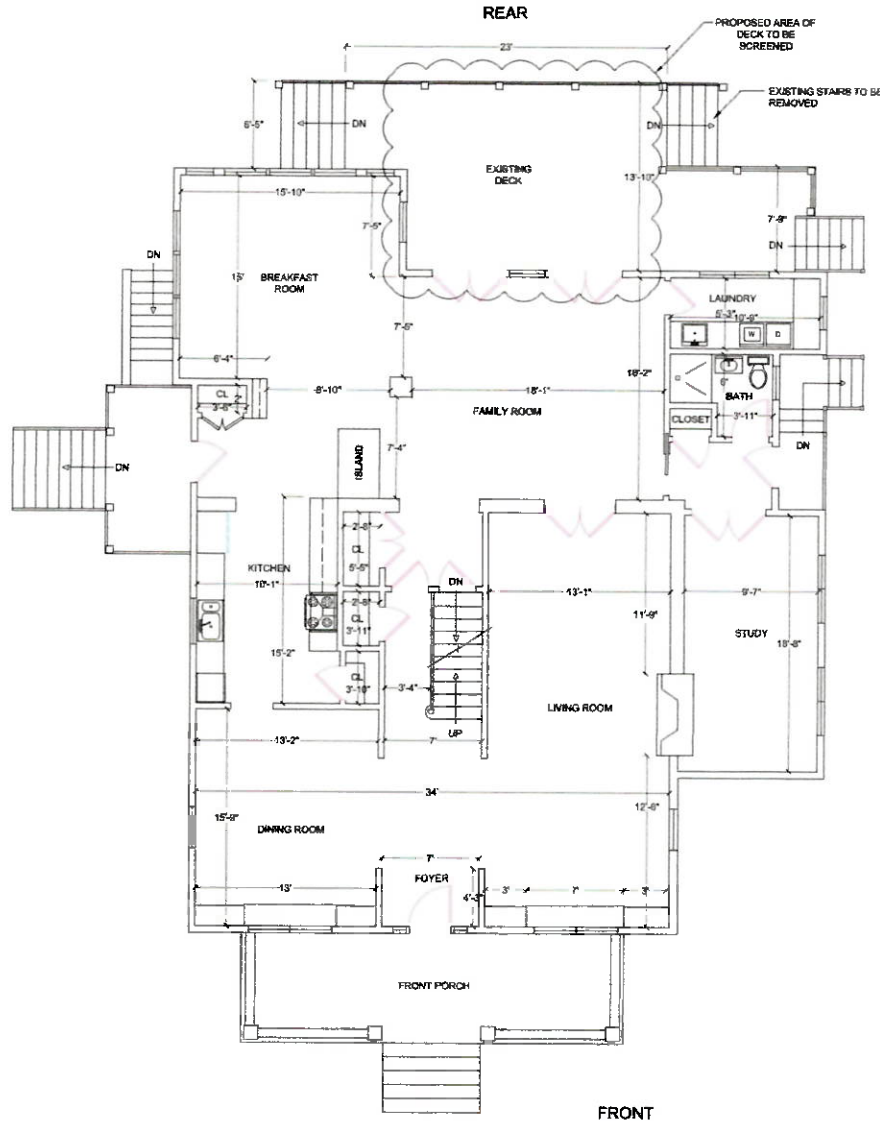 REAR
PROPOSED AREA OF
DECK TO BE
SCREENED
23'
EXISTING STAIRS TO BE
REMOVED
6'-5"
DN
DN
EXISTING
DECK
13'-10"
15'-10"
7'-5"
7'-9"
DN
DN
BREAKFAST
ROOM
15'
LAUNDRY
5'-3"
10'-9"
W
D
7'-6"
6'-4"
8'-10"
18'-1"
18'-2"
BATH
6'
CL
3'-6"
FAMILY ROOM
CLOSET
3'-11"
DN
DN
7'-4"
ISLAND
KITCHEN
10'-1"
2'-8"
CL
5'-5"
DN
2'-8"
CL
3'-11"
13'-1"
11'-9"
9'-7"
STUDY
18'-8"
15'-2"
CL
3'-10"
3'-4"
UP
LIVING ROOM
13'-2"
7'
34'
15'-9"
12'-6"
DINING ROOM
7'
FOYER
13'
3'
7'
3'
FRONT PORCH
FRONT